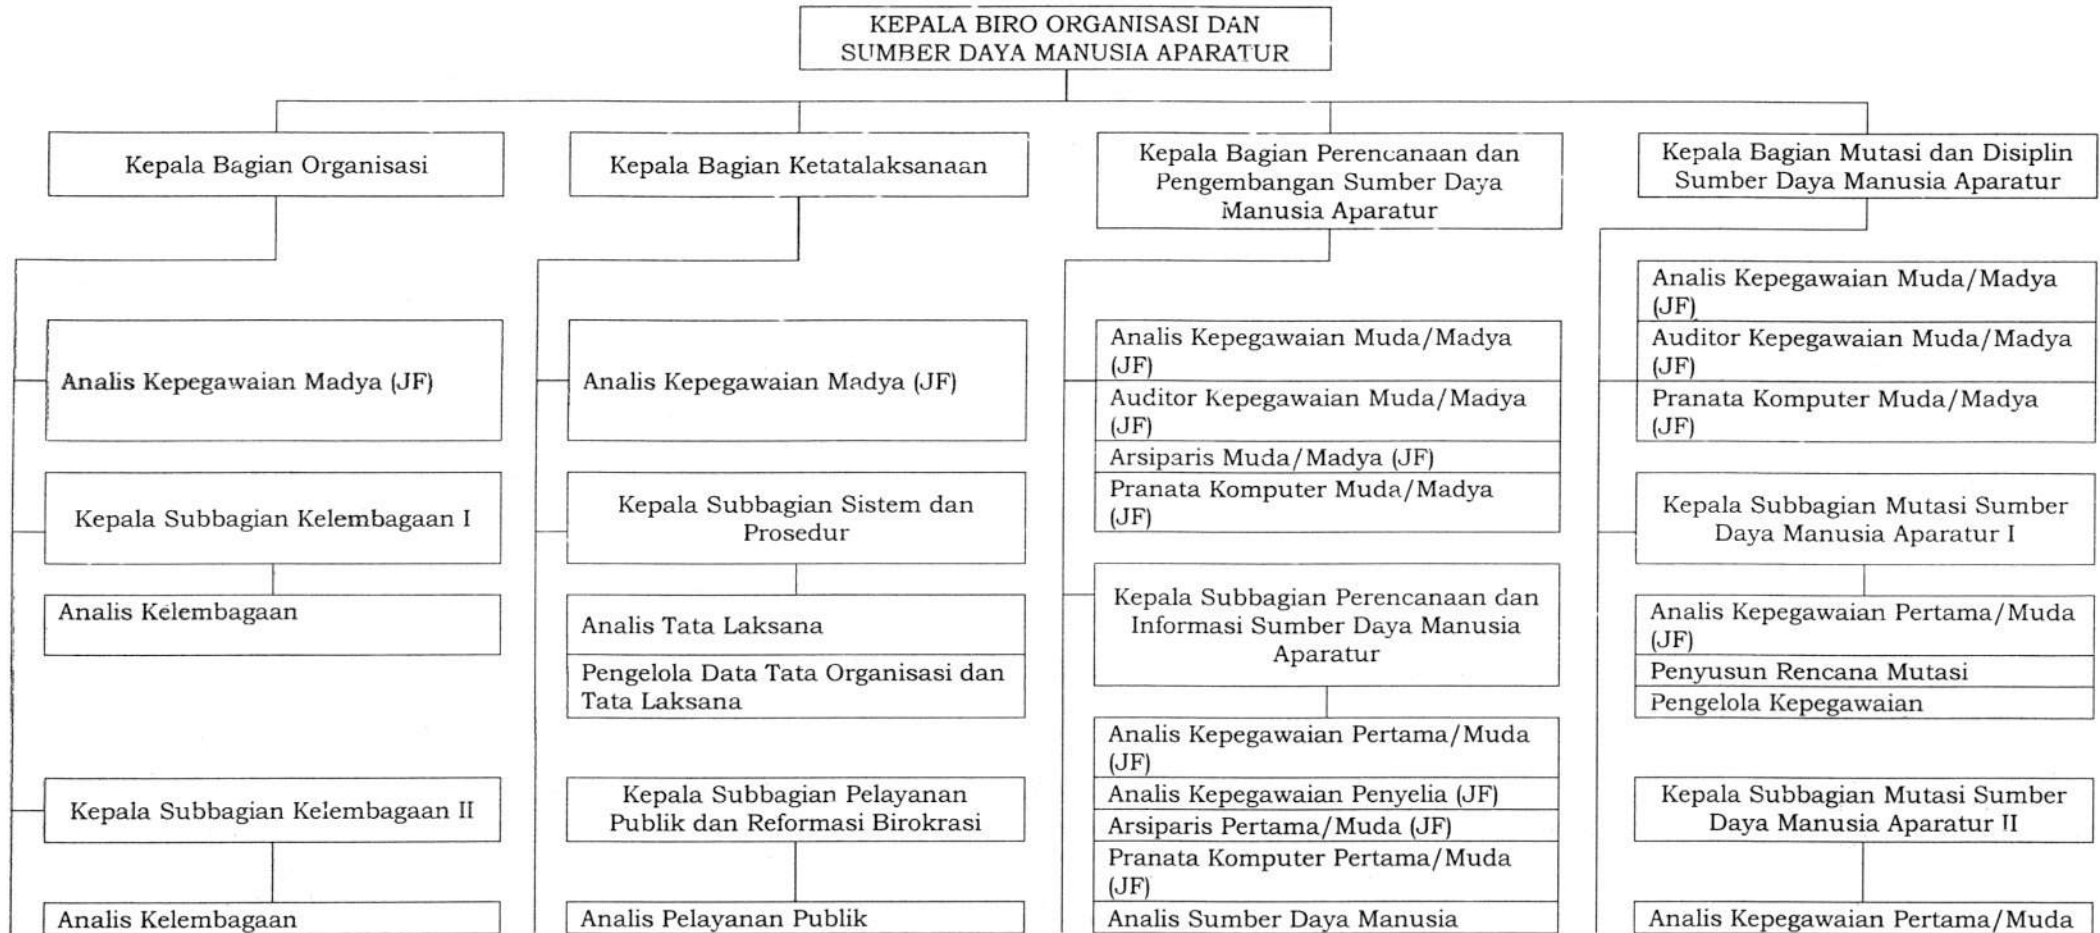 KEPALA BIRO ORGANISASI DAN
SUMBER DAYA MANUSIA APARATUR
Kepala Bagian Organisasi
Analis Kepegawaian Madya (JF)
Kepala Subbagian Kelembagaan I
Analis Kelembagaan
Kepala Subbagian Kelembagaan II
Analis Kelembagaan
Kepala Bagian Ketatalaksanaan
Analis Kepegawaian Madya (JF)
Kepala Subbagian Sistem dan
Prosedur
Analis Tata Laksana
Pengelola Data Tata Organisasi dan
Tata Laksana
Kepala Subbagian Pelayanan
Publik dan Reformasi Birokrasi
Analis Pelayanan Publik
Kepala Bagian Perencanaan dan
Pengembangan Sumber Daya
Manusia Aparatur
Analis Kepegawaian Muda/Madya
(JF)
Auditor Kepegawaian Muda/Madya
(JF)
Arsiparis Muda/Madya (JF)
Pranata Komputer Muda/Madya
(JF)
Kepala Subbagian Perencanaan dan
Informasi Sumber Daya Manusia
Aparatur
Analis Kepegawaian Pertama/Muda
(JF)
Analis Kepegawaian Penyelia (JF)
Arsiparis Pertama/Muda (JF)
Pranata Komputer Pertama/Muda
(JF)
Analis Sumber Daya Manusia
Kepala Bagian Mutasi dan Disiplin
Sumber Daya Manusia Aparatur
Analis Kepegawaian Muda/Madya
(JF)
Auditor Kepegawaian Muda/Madya
(JF)
Pranata Komputer Muda/Madya
(JF)
Kepala Subbagian Mutasi Sumber
Daya Manusia Aparatur I
Analis Kepegawaian Pertama/Muda
(JF)
Penyusun Rencana Mutasi
Pengelola Kepegawaian
Kepala Subbagian Mutasi Sumber
Daya Manusia Aparatur II
Analis Kepegawaian Pertama/Muda